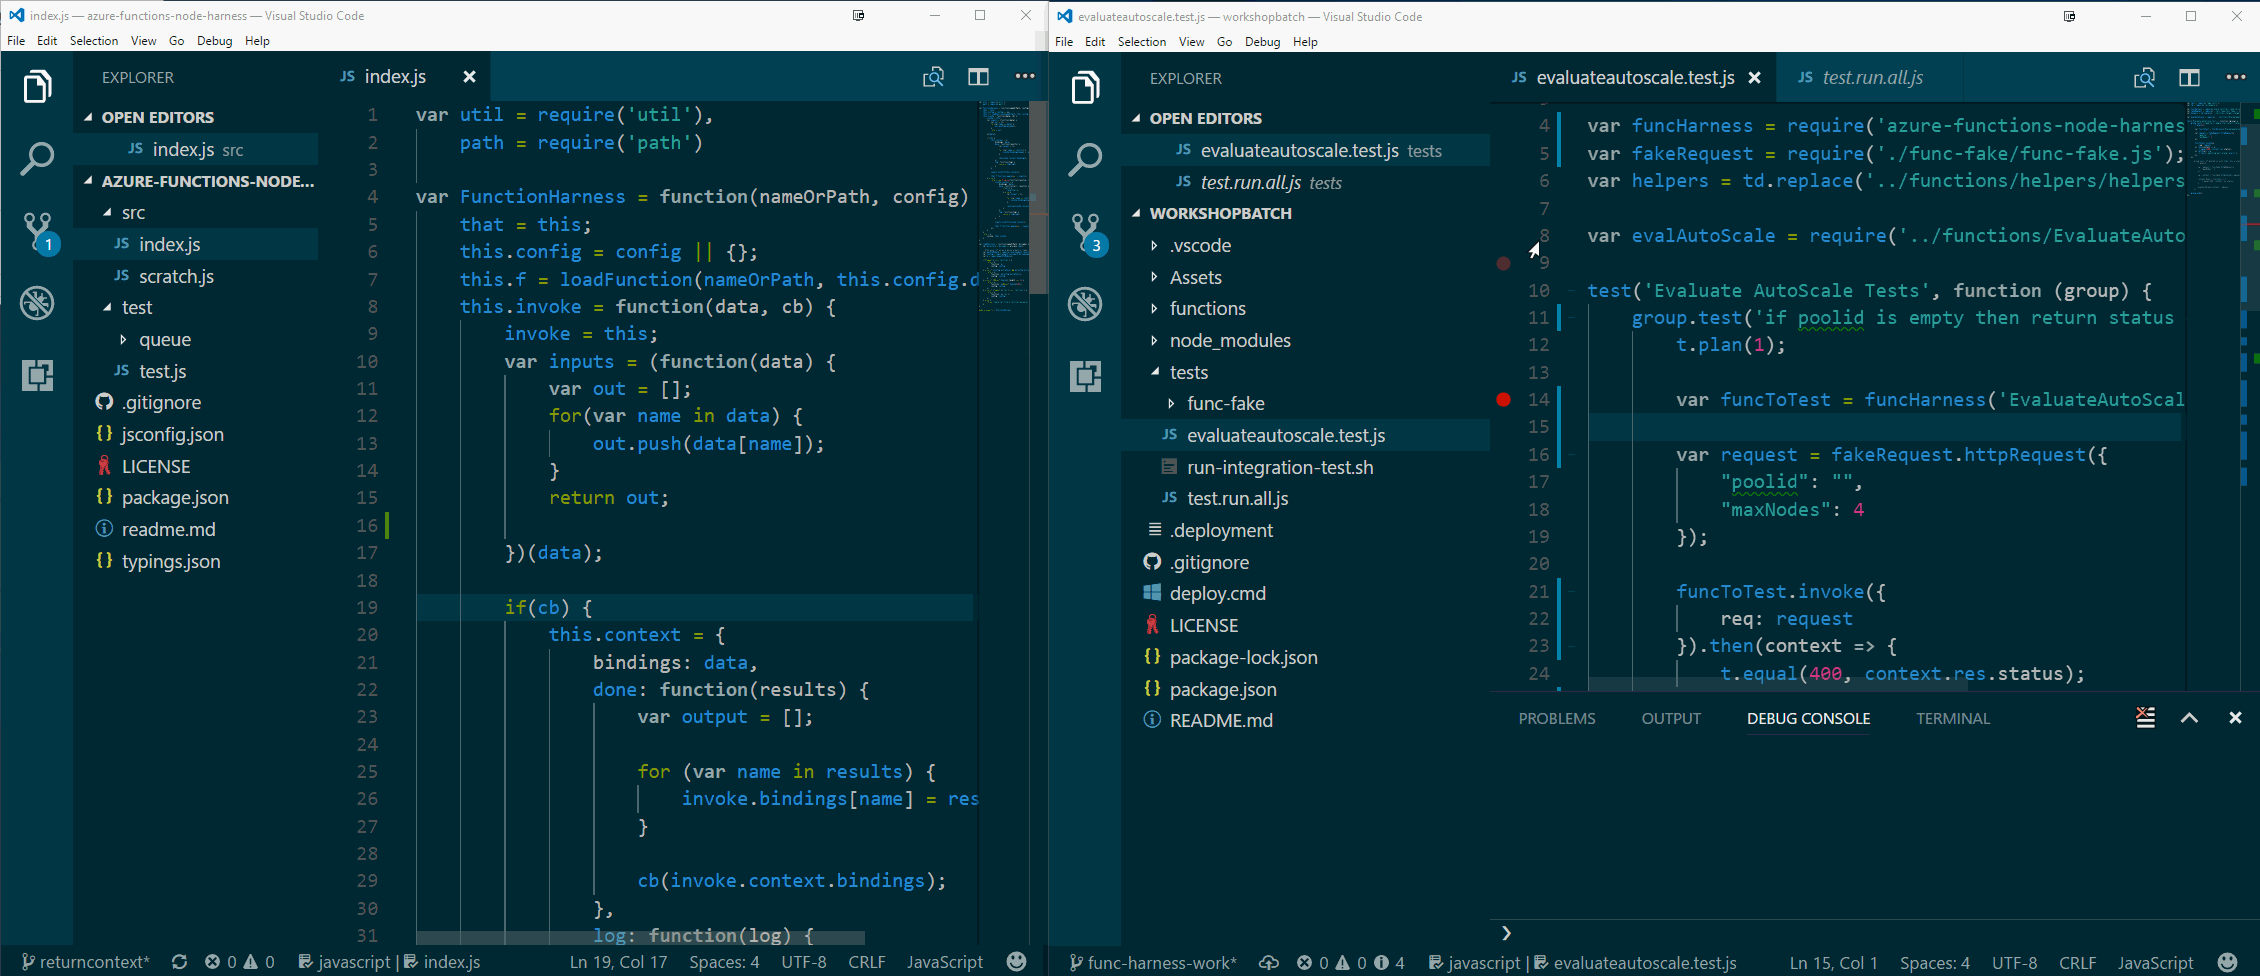 index.js — azure-functions-node-harness — Visual Studio Code
File Edit Selection View Go Debug Help
EXPLORER
OPEN EDITORS
JS index.js src
AZURE-FUNCTIONS-NODE...
src
JS index.js
JS scratch.js
test
queue
JS test.js
.gitignore
{} jsconfig.json
LICENSE
{} package.json
readme.md
{} typings.json
1
JS index.js
1 var util = require('util'),
2     path = require('path')
3
4 var FunctionHarness = function(nameOrPath, config)
5     that = this;
6     this.config = config || {};
7     this.f = loadFunction(nameOrPath, this.config.d
8     this.invoke = function(data, cb) {
9         invoke = this;
10         var inputs = (function(data) {
11             var out = [];
12             for(var name in data) {
13                 out.push(data[name]);
14             }
15             return out;
16
17         })(data);
18
19         if(cb) {
20             this.context = {
21                 bindings: data,
22                 done: function(results) {
23                     var output = [];
24
25                     for (var name in results) {
26                         invoke.bindings[name] = res
27                     }
28
29                     cb(invoke.context.bindings);
30                 },
31                 log: function(log) {
returncontext* 0 0 javascript | index.js Ln 19, Col 17 Spaces: 4 UTF-8 CRLF JavaScript
evaluateautoscale.test.js — workshopbatch — Visual Studio Code
File Edit Selection View Go Debug Help
EXPLORER
OPEN EDITORS
JS evaluateautoscale.test.js tests
JS test.run.all.js tests
WORKSHOPBATCH
.vscode
Assets
functions
node_modules
tests
func-fake
JS evaluateautoscale.test.js
run-integration-test.sh
JS test.run.all.js
.deployment
.gitignore
deploy.cmd
LICENSE
{} package-lock.json
{} package.json
README.md
3
JS evaluateautoscale.test.js JS test.run.all.js
4 var funcHarness = require('azure-functions-node-harnes
5 var fakeRequest = require('./func-fake/func-fake.js');
6 var helpers = td.replace('../functions/helpers/helpers
7
8 var evalAutoScale = require('../functions/EvaluateAuto
9
10 test('Evaluate AutoScale Tests', function (group) {
11     group.test('if poolid is empty then return status
12         t.plan(1);
13
14         var funcToTest = funcHarness('EvaluateAutoScal
15
16         var request = fakeRequest.httpRequest({
17             "poolid": "",
18             "maxNodes": 4
19         });
20
21         funcToTest.invoke({
22             req: request
23         }).then(context => {
24             t.equal(400, context.res.status);
PROBLEMS OUTPUT DEBUG CONSOLE TERMINAL
func-harness-work* 0 0 4 javascript | evaluateautoscale.test.js Ln 15, Col 1 Spaces: 4 UTF-8 CRLF JavaScript